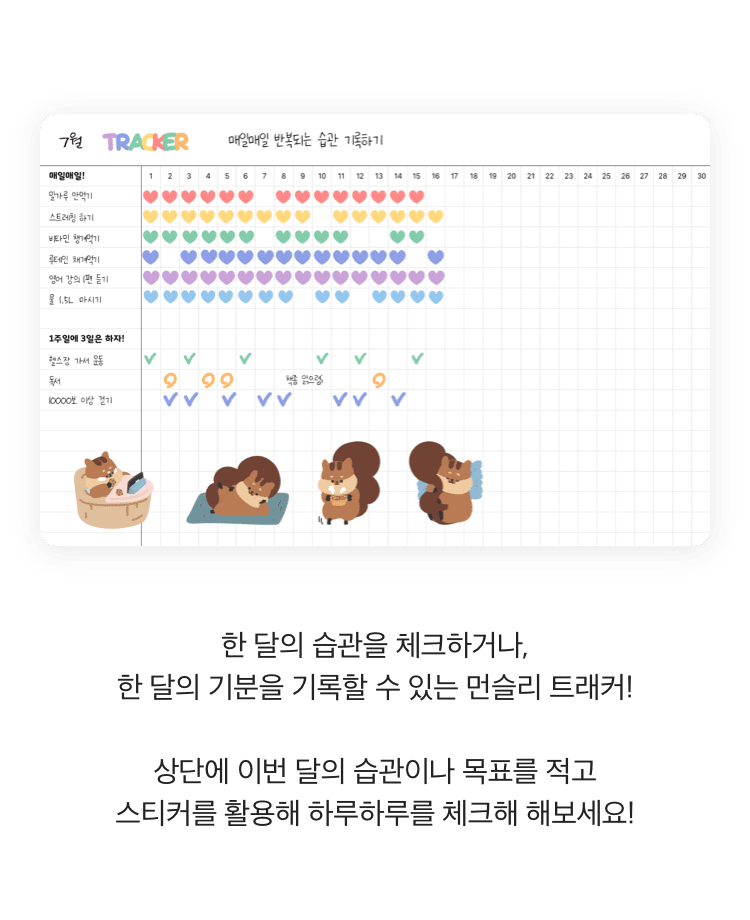 7월 TRACKER 매일매일 반복되는 습관 기록하기
매일매일! 1 2 3 4 5 6 7 8 9 10 11 12 13 14 15 16 17 18 19 20 21 22 23 24 25 26 27 28 29 30
밀가루 안먹기
스트레칭 하기
비타민 챙겨먹기
루테인 채겨먹기
영어 강의 1편 듣기
물 1.5L 마시기
1주일에 3일은 하자!
헬스장 가서 운동
독서 책좀 읽으렴
10000보 이상 걷기
한 달의 습관을 체크하거나,
한 달의 기분을 기록할 수 있는 먼슬리 트래커!
상단에 이번 달의 습관이나 목표를 적고
스티커를 활용해 하루하루를 체크해 해보세요!